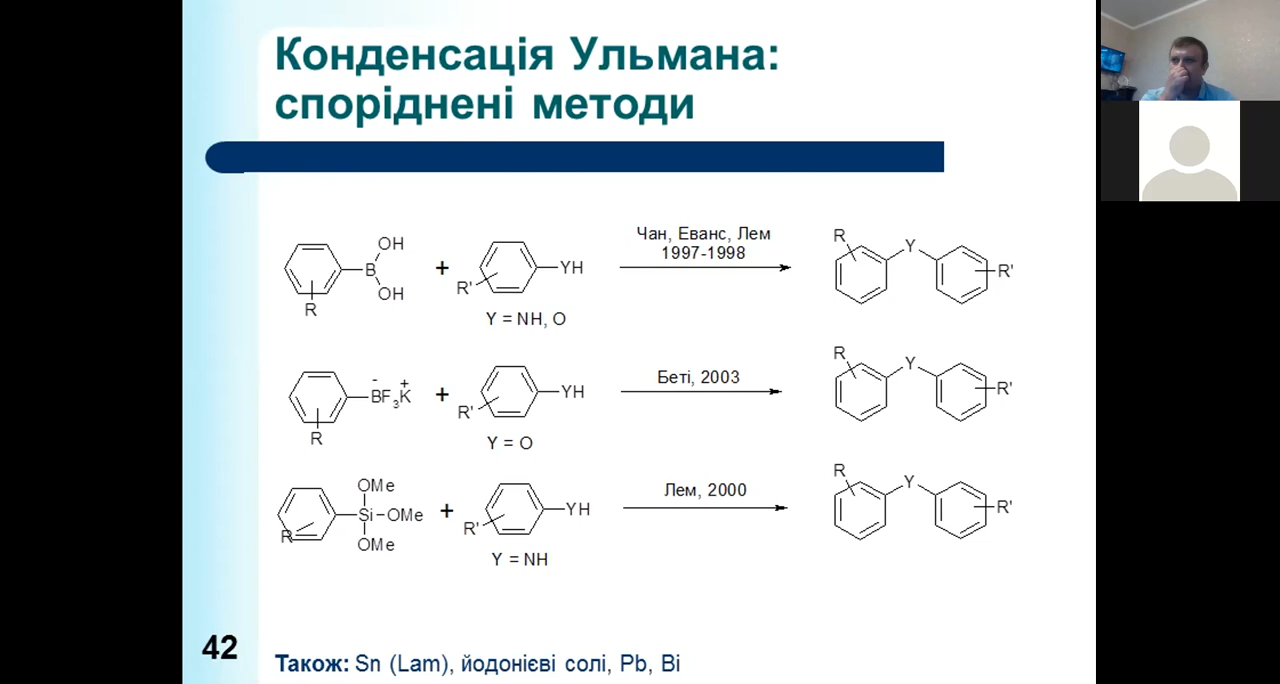 Конденсація Ульмана:
споріднені методи
OH
B
OH
R
+
YH
R'
Y = NH, O
Чан, Еванс, Лем
1997-1998
R
Y
R'
- +
BF3K
R
+
YH
R'
Y = O
Беті, 2003
R
Y
R'
OMe
Si–OMe
OMe
R
+
YH
R'
Y = NH
Лем, 2000
R
Y
R'
42
Також: Sn (Lam), йодонієві солі, Pb, Bi